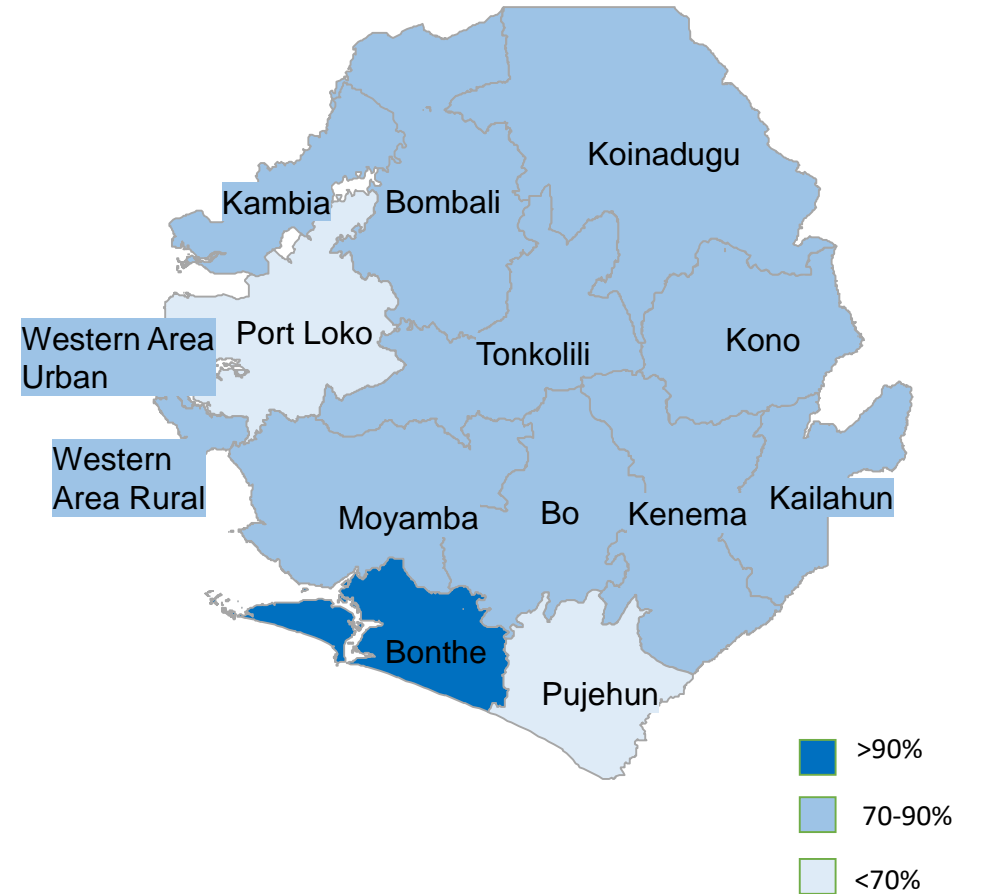 Koinadugu
Kambia
Bombali
Western Area
Urban
Port Loko
Tonkolili
Kono
Western
Area Rural
Moyamba
Bo
Kenema
Kailahun
Bonthe
Pujehun
>90%
70-90%
<70%